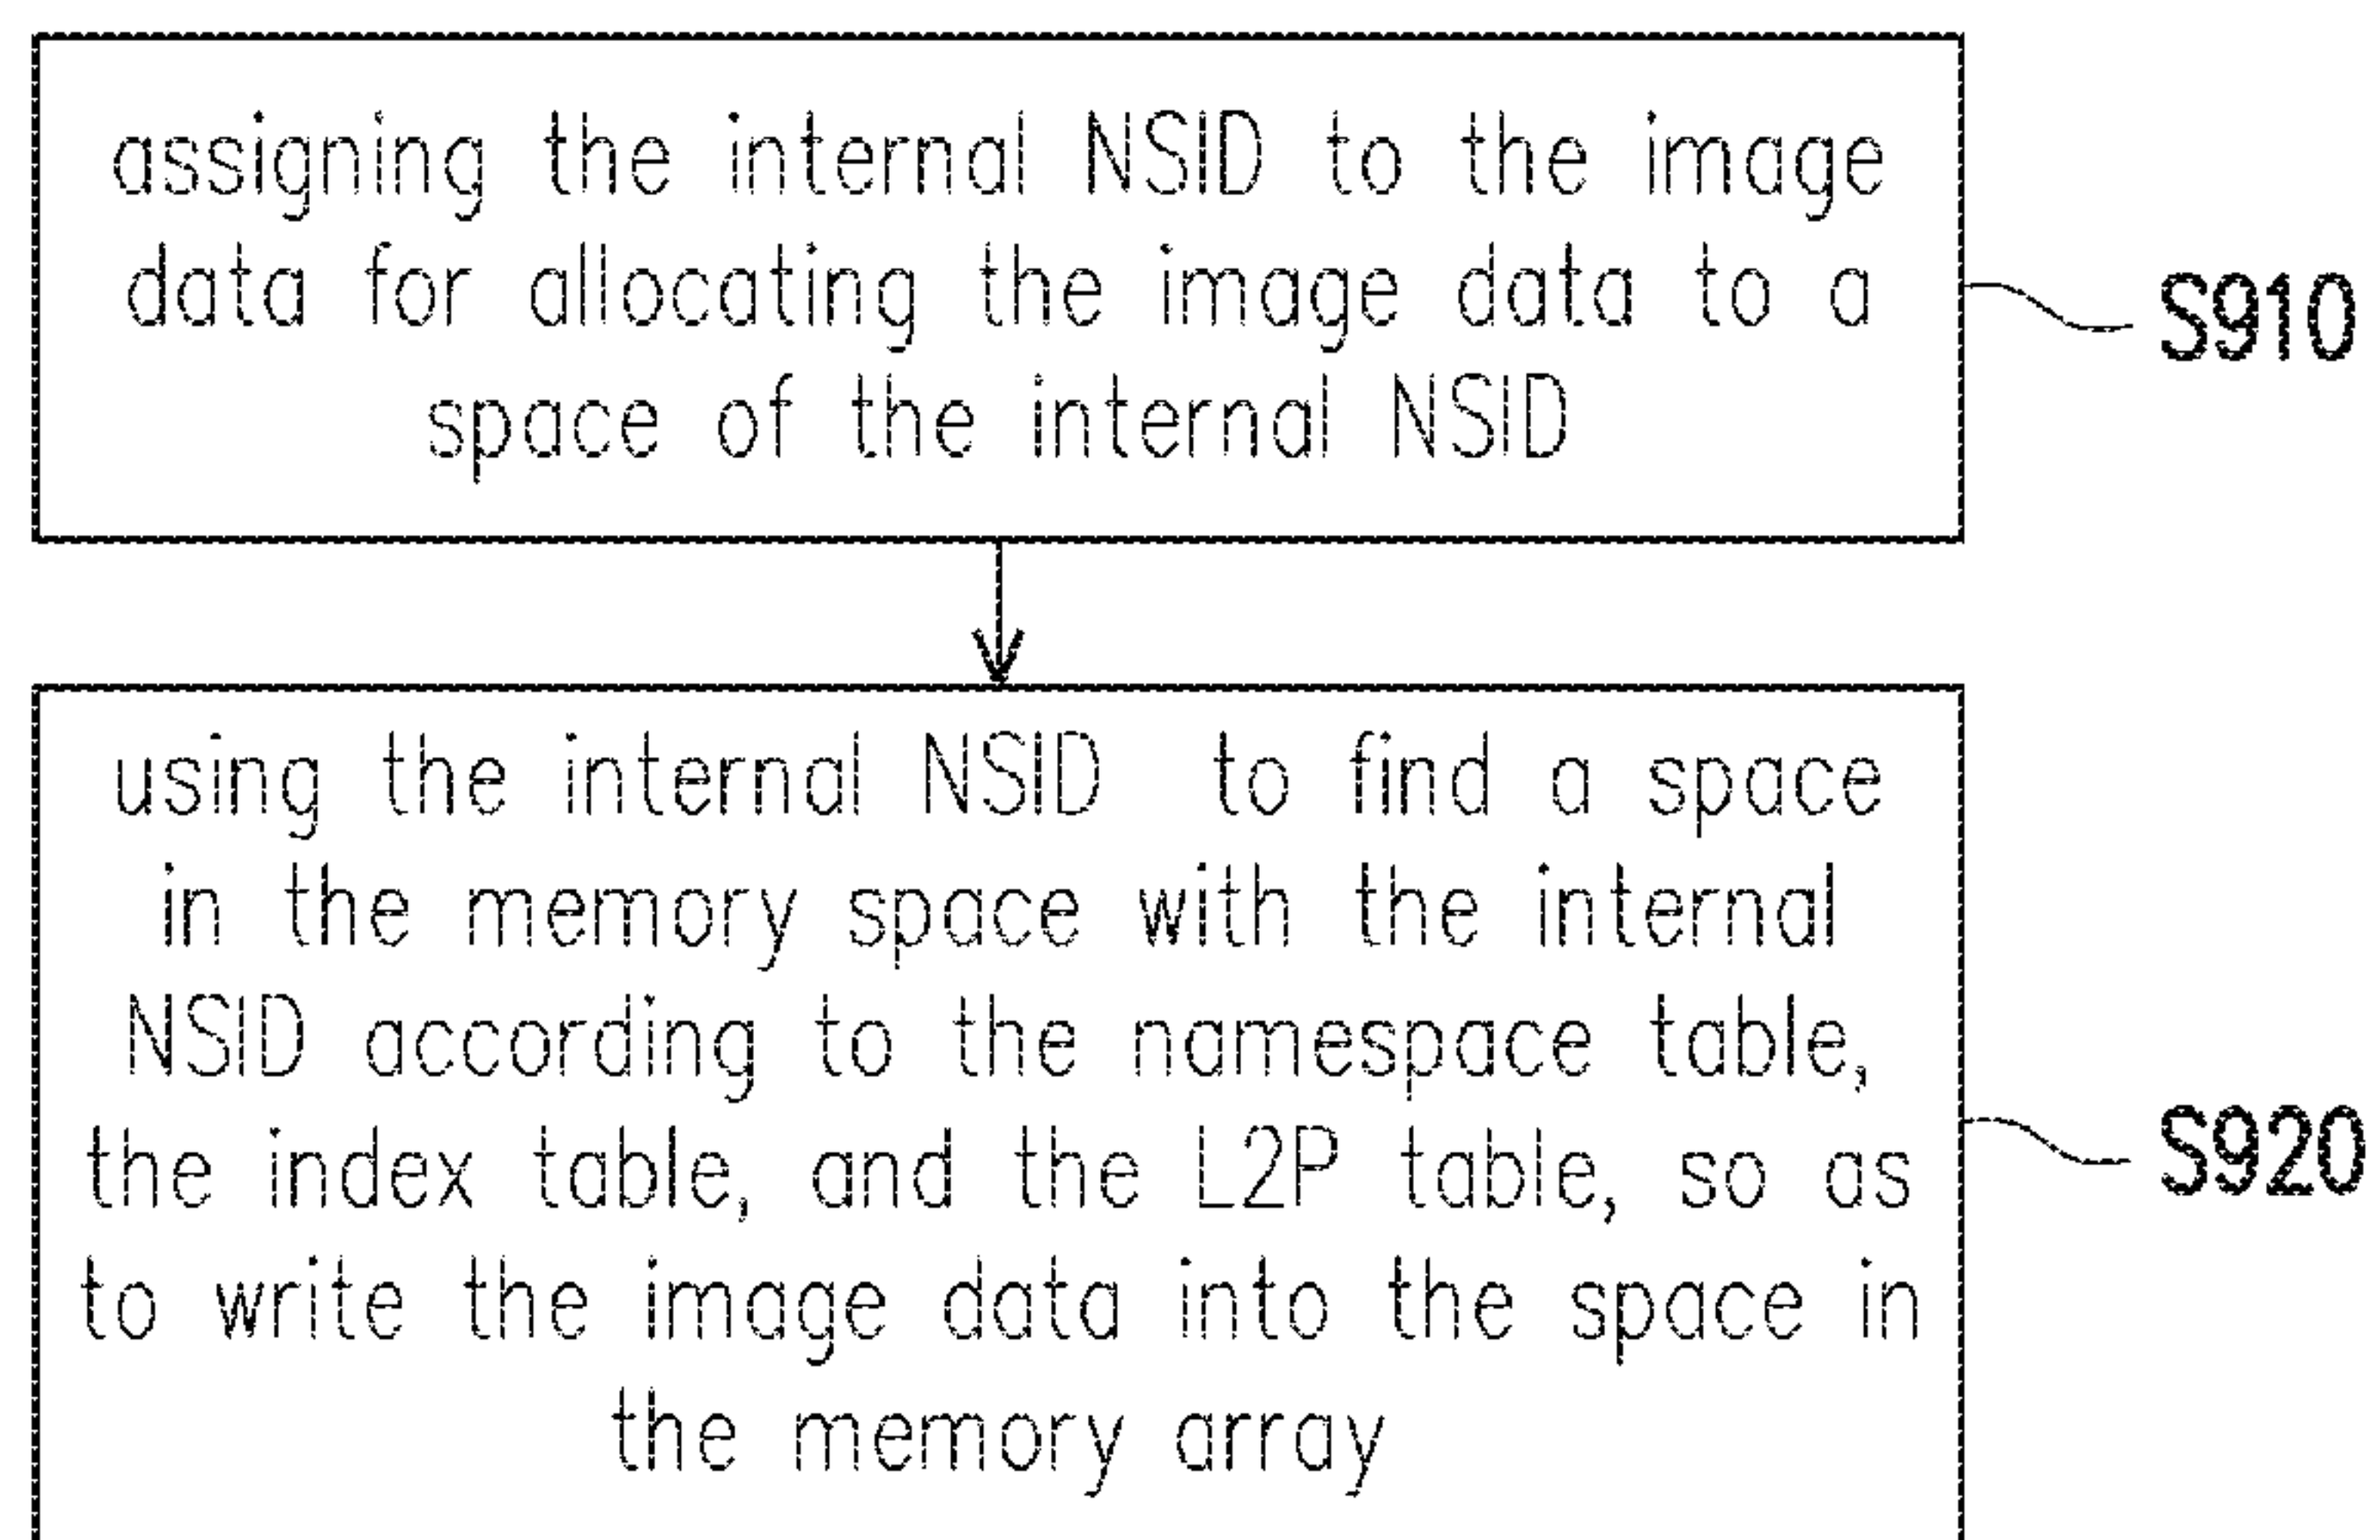 assigning the internal NSID to the image
data for allocating the image data to a
space of the internal NSID
S910
using the internal NSID to find a space
in the memory space with the internal
NSID according to the namespace table,
the index table, and the L2P table, so as
to write the image data into the space in
the memory array
S920